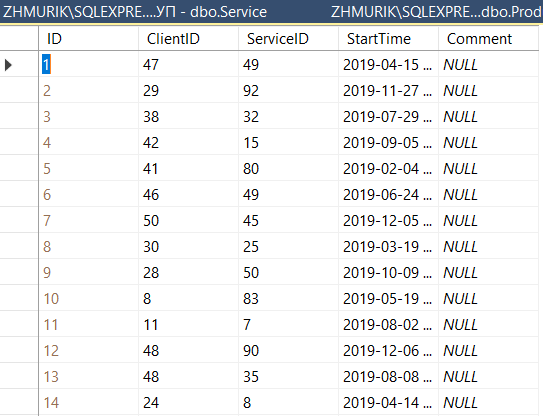 ZHMURIK\SQLEXPRE....УП - dbo.Service ZHMURIK\SQLEXPRE...dbo.Prod
ID ClientID ServiceID StartTime Comment
1 47 49 2019-04-15 ... NULL
2 29 92 2019-11-27 ... NULL
3 38 32 2019-07-29 ... NULL
4 42 15 2019-09-05 ... NULL
5 41 80 2019-02-04 ... NULL
6 46 49 2019-06-24 ... NULL
7 50 45 2019-12-05 ... NULL
8 30 25 2019-03-19 ... NULL
9 28 50 2019-10-09 ... NULL
10 8 83 2019-05-19 ... NULL
11 11 7 2019-08-02 ... NULL
12 48 90 2019-12-06 ... NULL
13 48 35 2019-08-08 ... NULL
14 24 8 2019-04-14 ... NULL